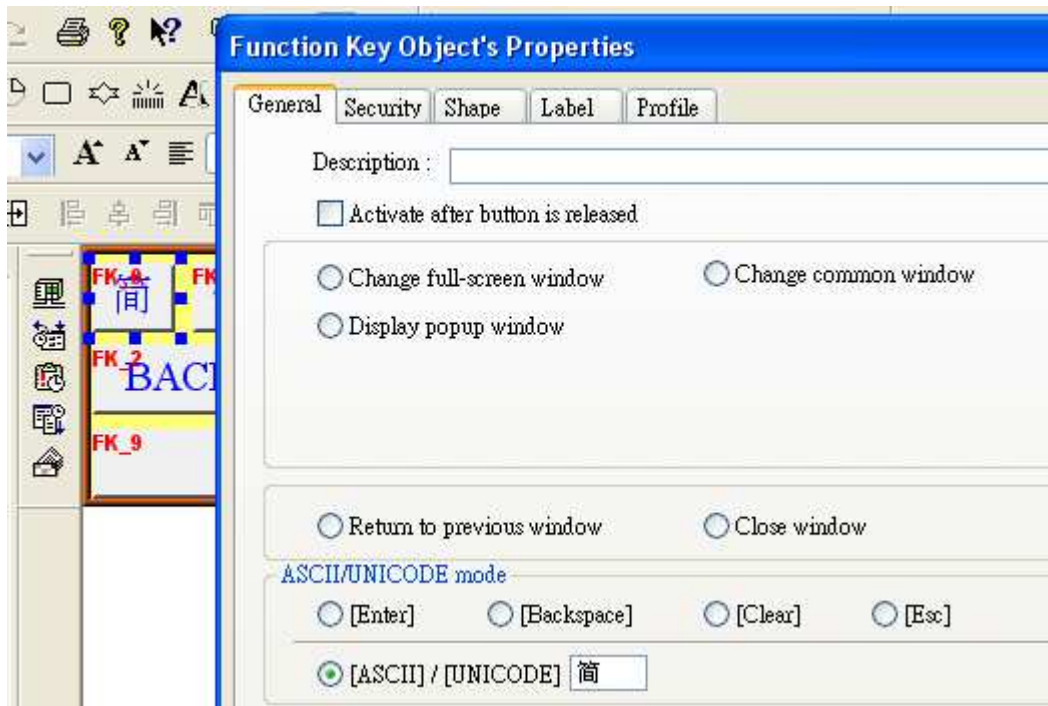 Function Key Object's Properties
General Security Shape Label Profile
Description :
Activate after button is released
Change full-screen window Change common window
Display popup window
Return to previous window Close window
ASCII/UNICODE mode
[Enter] [Backspace] [Clear] [Esc]
[ASCII] / [UNICODE] 简
简
FK_2
FK_9